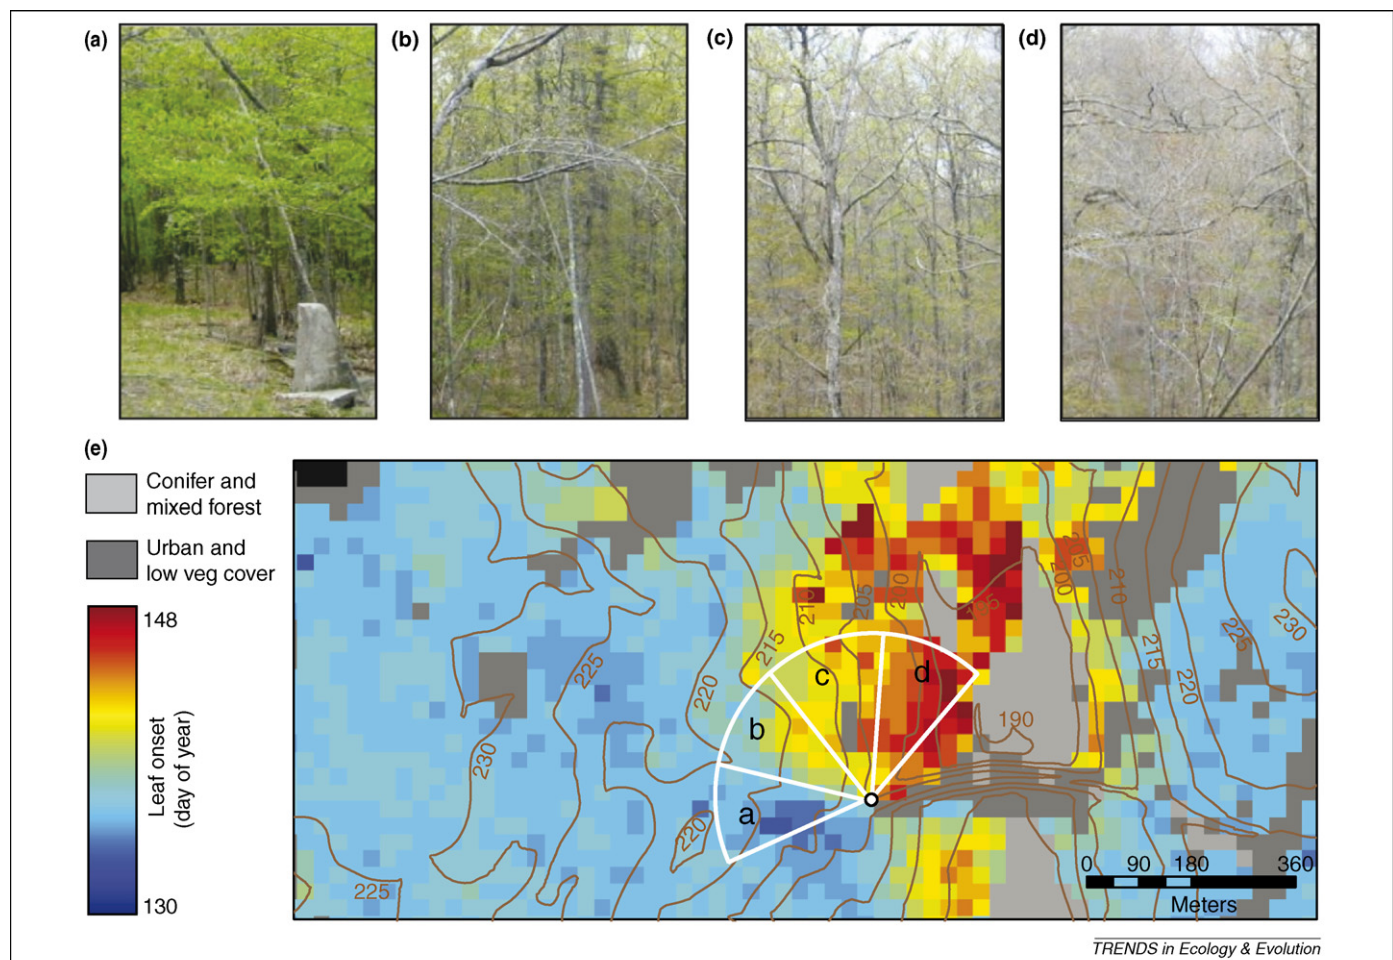 (a)
(b)
(c)
(d)
(e)
Conifer and
mixed forest
Urban and
low veg cover
148
Leaf onset
(day of year)
130
215
210
205
200
195
200
205
210
215
220
225
230
220
225
230
220
225
190
a
b
c
d
0 90 180 360
Meters
TRENDS in Ecology & Evolution